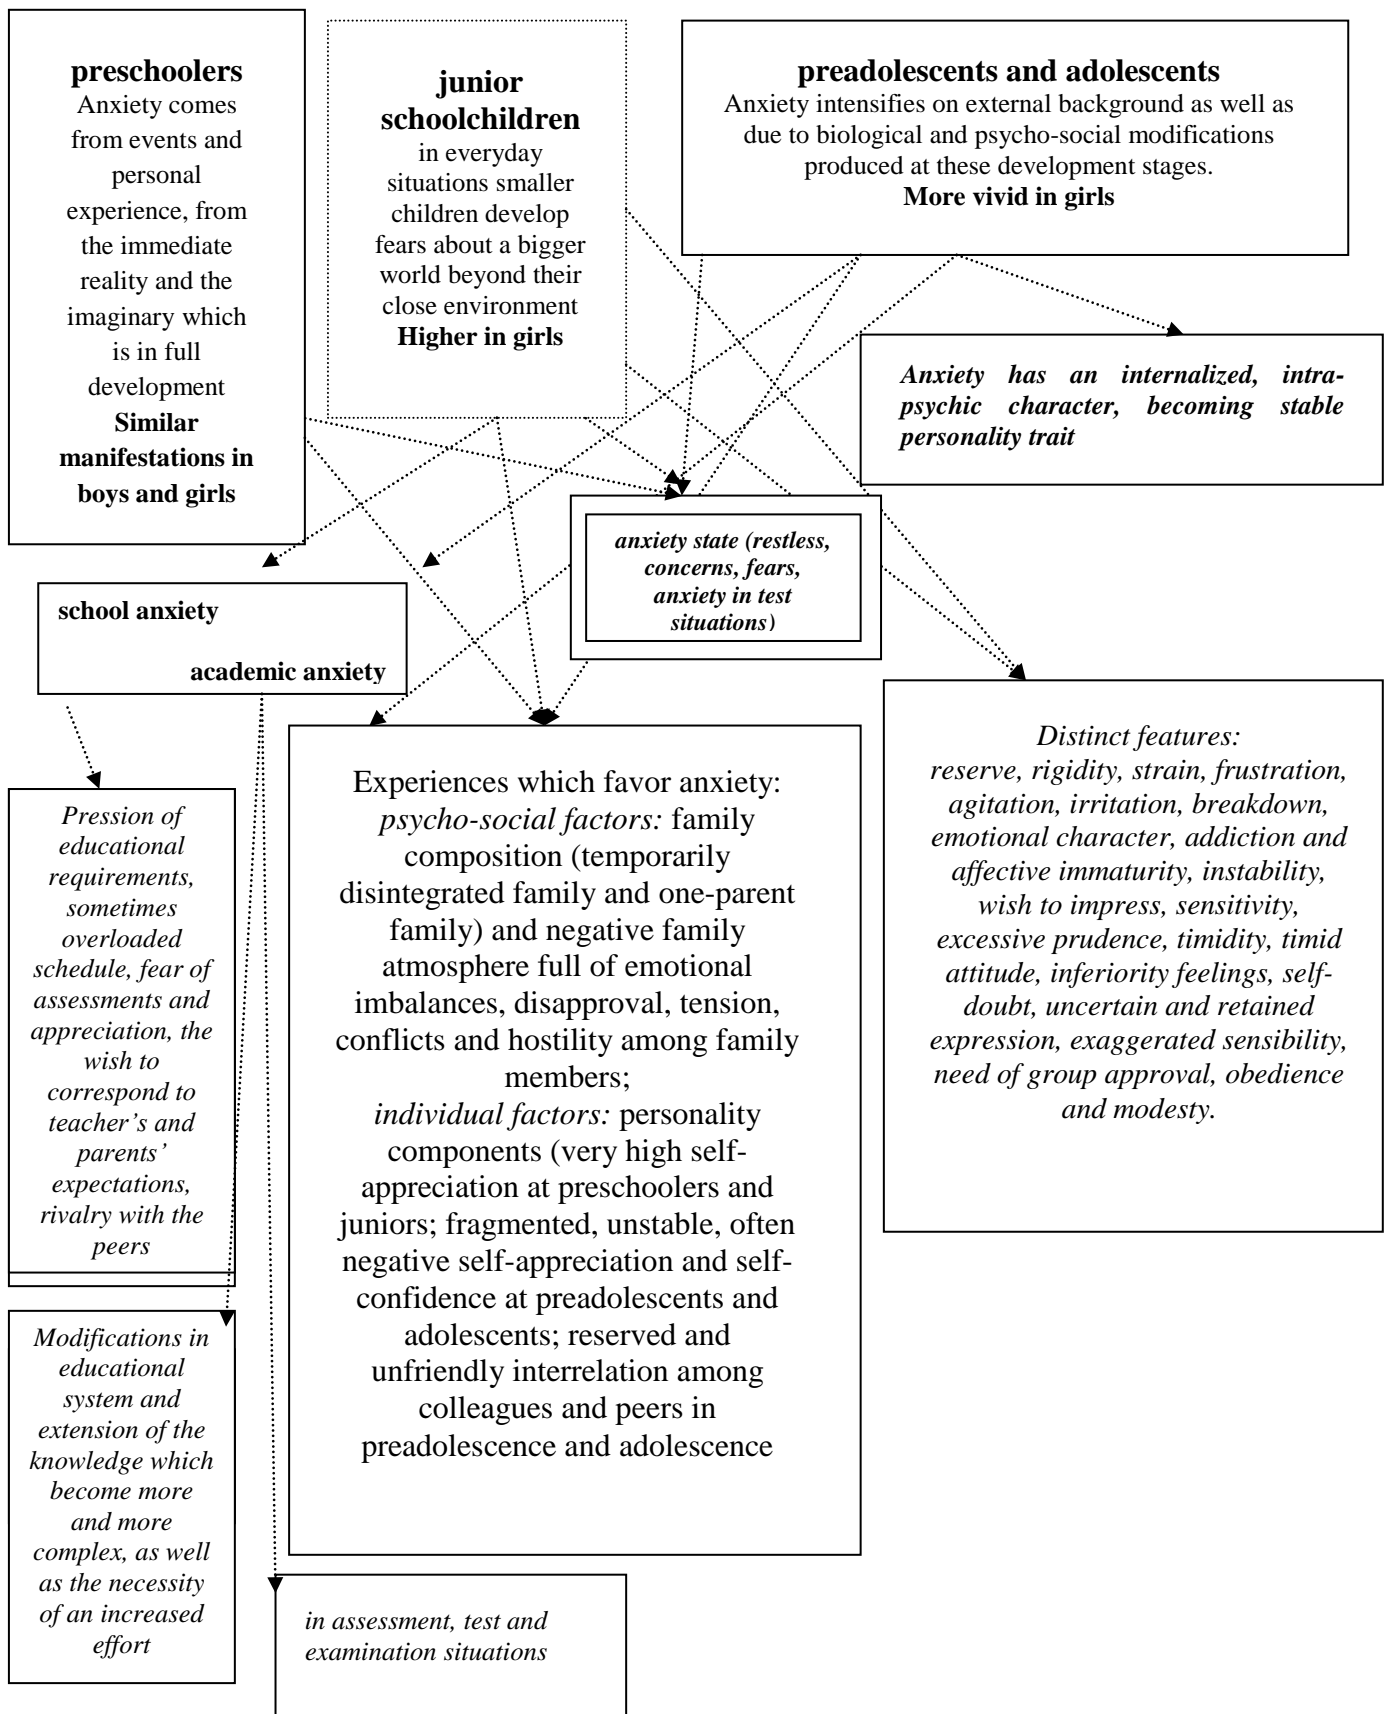 preschoolers
Anxiety comes
from events and
personal
experience, from
the immediate
reality and the
imaginary which
is in full
development
Similar
manifestations in
boys and girls
junior
schoolchildren
in everyday
situations smaller
children develop
fears about a bigger
world beyond their
close environment
Higher in girls
preadolescents and adolescents
Anxiety intensifies on external background as well as
due to biological and psycho-social modifications
produced at these development stages.
More vivid in girls
Anxiety has an internalized, intra-
psychic character, becoming stable
personality trait
anxiety state (restless,
concerns, fears,
anxiety in test
situations)
school anxiety
academic anxiety
Pression of
educational
requirements,
sometimes
overloaded
schedule, fear of
assessments and
appreciation, the
wish to
correspond to
teacher's and
parents'
expectations,
rivalry with the
peers
Modifications in
educational
system and
extension of the
knowledge which
become more
and more
complex, as well
as the necessity
of an increased
effort
Experiences which favor anxiety:
psycho-social factors: family
composition (temporarily
disintegrated family and one-parent
family) and negative family
atmosphere full of emotional
imbalances, disapproval, tension,
conflicts and hostility among family
members;
individual factors: personality
components (very high self-
appreciation at preschoolers and
juniors; fragmented, unstable, often
negative self-appreciation and self-
confidence at preadolescents and
adolescents; reserved and
unfriendly interrelation among
colleagues and peers in
preadolescence and adolescence
in assessment, test and
examination situations
Distinct features:
reserve, rigidity, strain, frustration,
agitation, irritation, breakdown,
emotional character, addiction and
affective immaturity, instability,
wish to impress, sensitivity,
excessive prudence, timidity, timid
attitude, inferiority feelings, self-
doubt, uncertain and retained
expression, exaggerated sensibility,
need of group approval, obedience
and modesty.